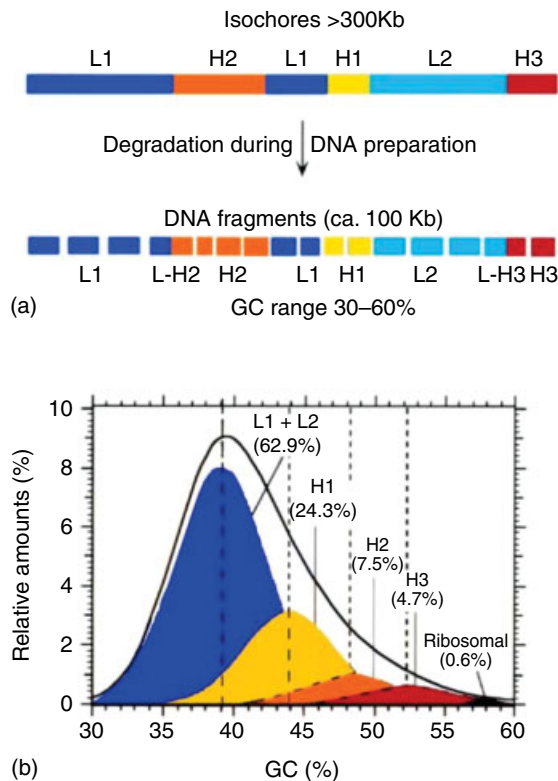 Isochores >300Kb
L1 H2 L1 H1 L2 H3
Degradation during DNA preparation
DNA fragments (ca. 100 Kb)
L1 L-H2 H2 L1 H1 L2 L-H3 H3
(a) GC range 30–60%
10
8
6
4
2
0
Relative amounts (%)
L1 + L2
(62.9%)
H1
(24.3%)
H2
(7.5%)
H3
(4.7%)
Ribosomal
(0.6%)
30 40 50 60
(b) GC (%)